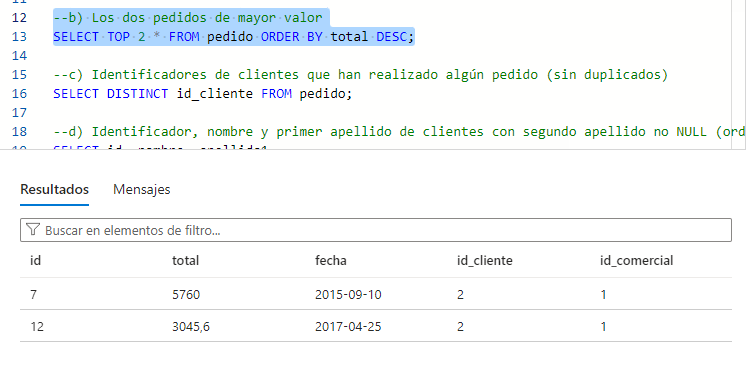 12 --b) Los dos pedidos de mayor valor
13 SELECT TOP 2 * FROM pedido ORDER BY total DESC;
14
15 --c) Identificadores de clientes que han realizado algún pedido (sin duplicados)
16 SELECT DISTINCT id_cliente FROM pedido;
17
18 --d) Identificador, nombre y primer apellido de clientes con segundo apellido no NULL (ord
19 SELECT id, nombre, apellido1
Resultados Mensajes
Buscar en elementos de filtro...
id total fecha id_cliente id_comercial
7 5760 2015-09-10 2 1
12 3045,6 2017-04-25 2 1